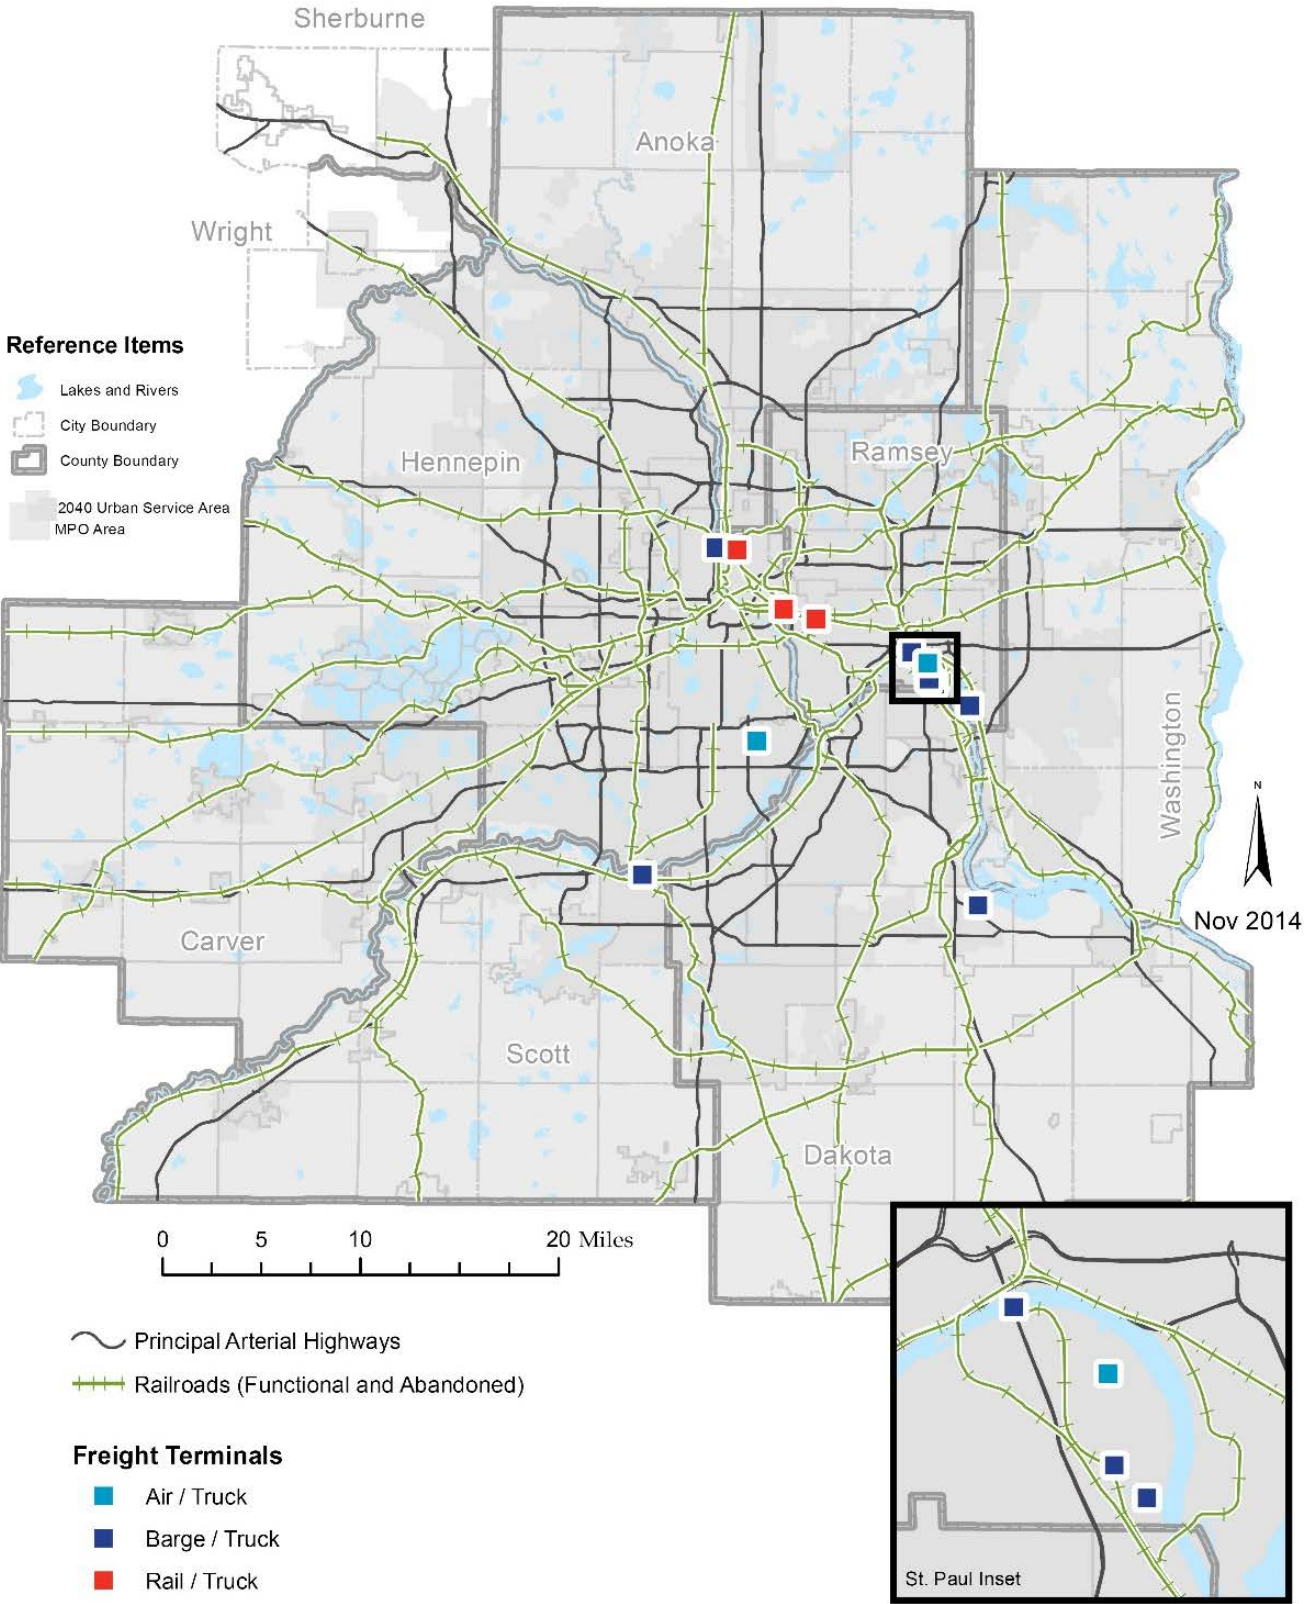 Sherburne
Anoka
Wright
Reference Items
Lakes and Rivers
City Boundary
County Boundary
2040 Urban Service Area
MPO Area
Hennepin
Ramsey
Washington
N
Nov 2014
Carver
Scott
Dakota
0 5 10 20 Miles
Principal Arterial Highways
Railroads (Functional and Abandoned)
Freight Terminals
Air / Truck
Barge / Truck
Rail / Truck
St. Paul Inset